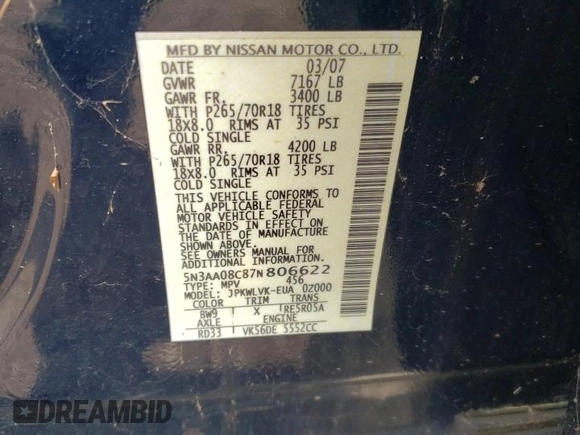 MFD BY NISSAN MOTOR CO., LTD.
DATE 03/07
GVWR 7167 LB
GAWR FR. 3400 LB
WITH P265/70R18 TIRES
18X8.0 RIMS AT 35 PSI
COLD SINGLE
GAWR RR. 4200 LB
WITH P265/70R18 TIRES
18X8.0 RIMS AT 35 PSI
COLD SINGLE
THIS VEHICLE CONFORMS TO
ALL APPLICABLE FEDERAL
MOTOR VEHICLE SAFETY
STANDARDS IN EFFECT ON
THE DATE OF MANUFACTURE
SHOWN ABOVE.
SEE OWNERS MANUAL FOR
ADDITIONAL INFORMATION.
5N3AA08C87N806622
TYPE: MPV 456
MODEL: JPKWLVK-EUA 0Z000
COLOR TRIM TRANS
BW9 X RE5R05A
AXLE ENGINE
RD33 VK56DE 5552CC
DREAMBID